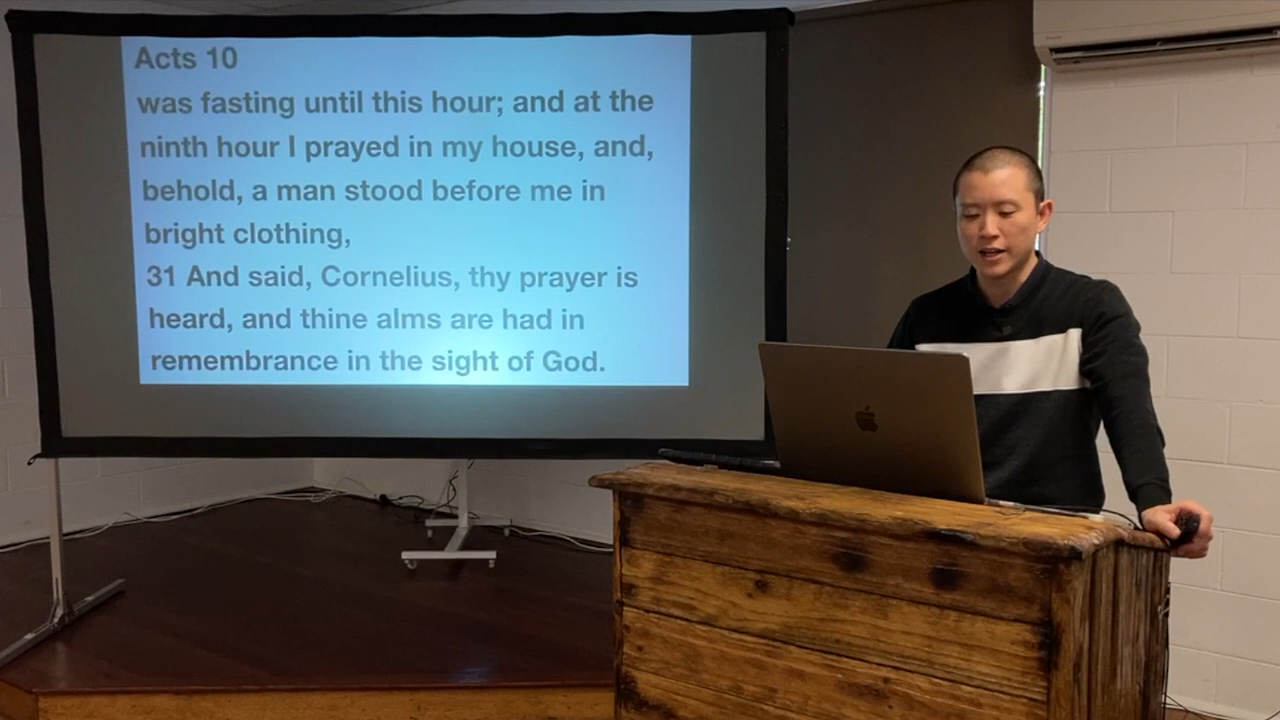 Acts 10
was fasting until this hour; and at the
ninth hour I prayed in my house, and,
behold, a man stood before me in
bright clothing,
31 And said, Cornelius, thy prayer is
heard, and thine alms are had in
remembrance in the sight of God.